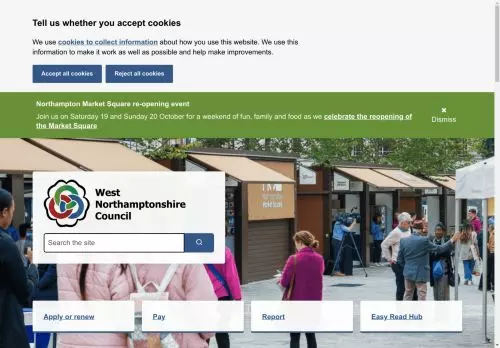 Tell us whether you accept cookies
We use cookies to collect information about how you use this website. We use this
information to make it work as well as possible and help make improvements.
Accept all cookies
Reject all cookies
Northampton Market Square re-opening event
Join us on Saturday 19 and Sunday 20 October for a weekend of fun, family and food as we celebrate the reopening of
the Market Square
✖
Dismiss
West
Northamptonshire
Council
Search the site
Apply or renew
Pay
Report
Easy Read Hub